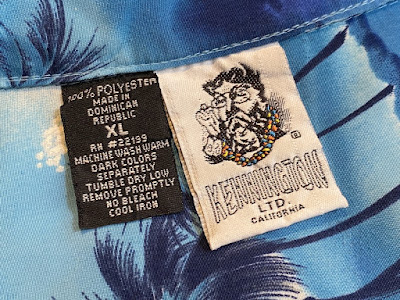 100% POLYESTER
MADE IN
DOMINICAN
REPUBLIC
XL
RN #22199
MACHINE WASH WARM
DARK COLORS
SEPARATELY
TUMBLE DRY LOW
REMOVE PROMPTLY
NO BLEACH
COOL IRON
®
KENNINGTON
LTD.
CALIFORNIA